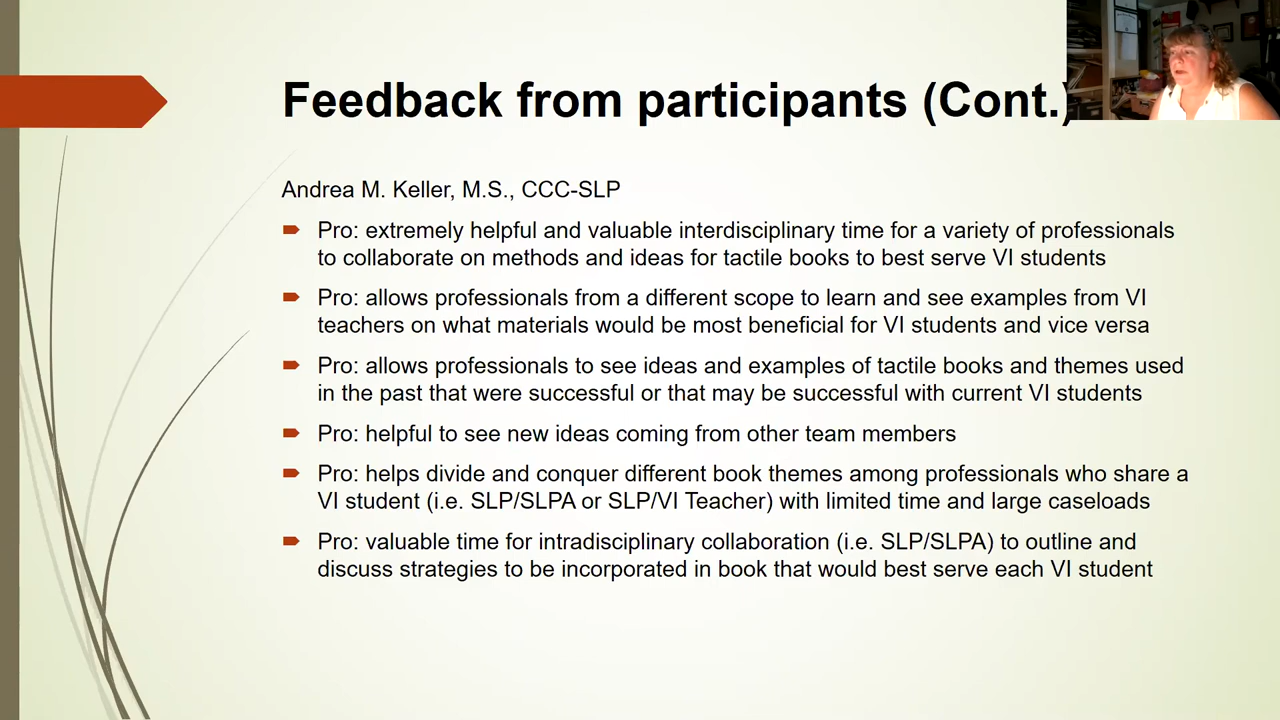 Feedback from participants (Cont.)
Andrea M. Keller, M.S., CCC-SLP
Pro: extremely helpful and valuable interdisciplinary time for a variety of professionals
to collaborate on methods and ideas for tactile books to best serve VI students
Pro: allows professionals from a different scope to learn and see examples from VI
teachers on what materials would be most beneficial for VI students and vice versa
Pro: allows professionals to see ideas and examples of tactile books and themes used
in the past that were successful or that may be successful with current VI students
Pro: helpful to see new ideas coming from other team members
Pro: helps divide and conquer different book themes among professionals who share a
VI student (i.e. SLP/SLPA or SLP/VI Teacher) with limited time and large caseloads
Pro: valuable time for intradisciplinary collaboration (i.e. SLP/SLPA) to outline and
discuss strategies to be incorporated in book that would best serve each VI student